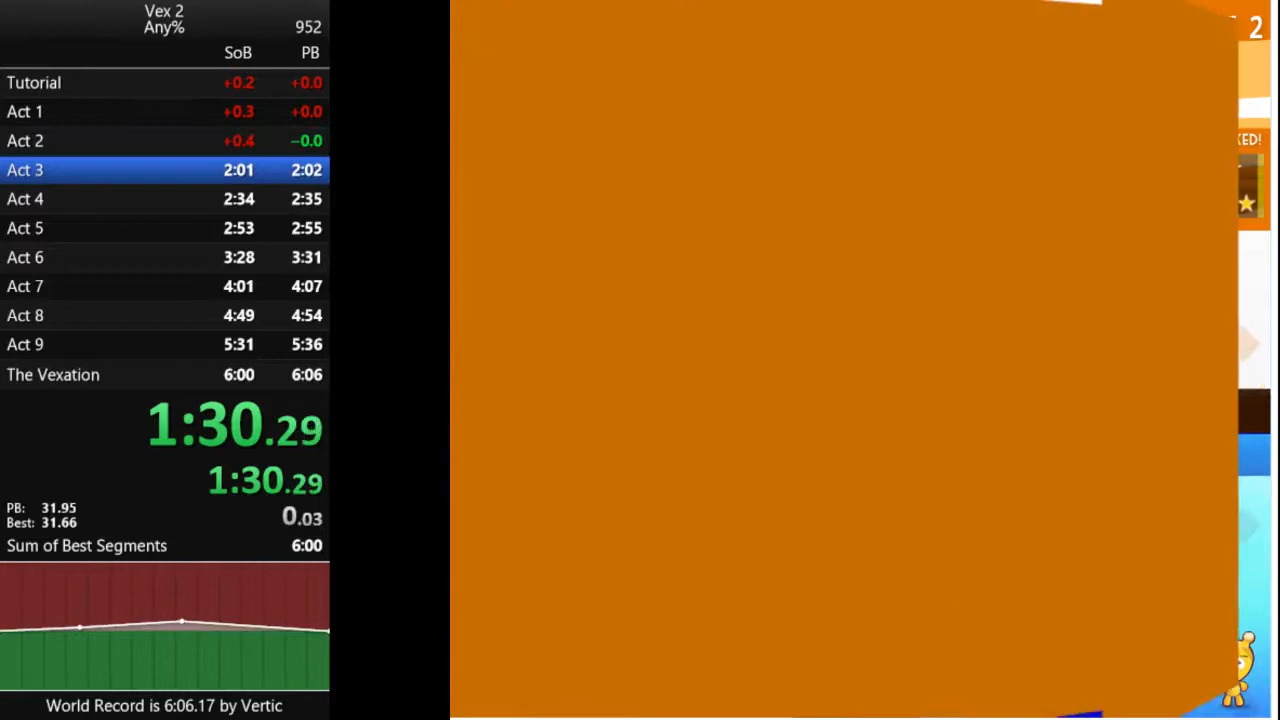 Vex 2
Any% 952
SoB PB
Tutorial +0.2 +0.0
Act 1 +0.3 +0.0
Act 2 +0.4 −0.0
Act 3 2:01 2:02
Act 4 2:34 2:35
Act 5 2:53 2:55
Act 6 3:28 3:31
Act 7 4:01 4:07
Act 8 4:49 4:54
Act 9 5:31 5:36
The Vexation 6:00 6:06
1:30.29
1:30.29
PB: 31.95
Best: 31.66
0.03
Sum of Best Segments 6:00
World Record is 6:06.17 by Vertic
2
KED!